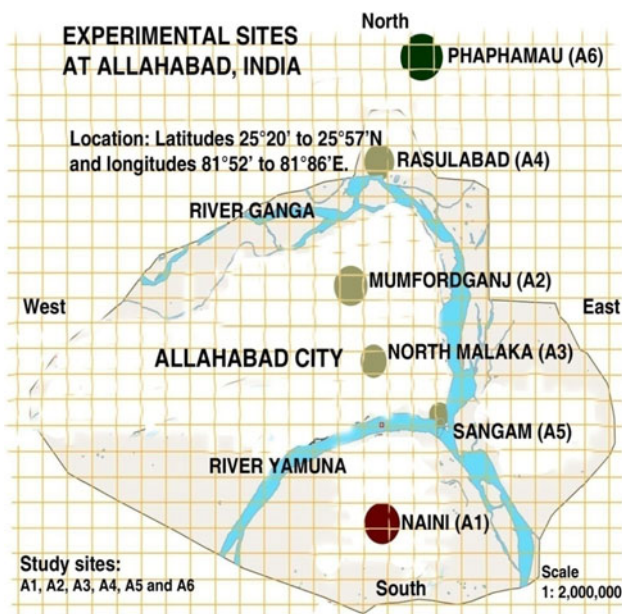 North
EXPERIMENTAL SITES
AT ALLAHABAD, INDIA
PHAPHAMAU (A6)
Location: Latitudes 25°20’ to 25°57’N
and longitudes 81°52’ to 81°86’E.
RASULABAD (A4)
RIVER GANGA
MUMFORDGANJ (A2)
West
East
ALLAHABAD CITY
NORTH MALAKA (A3)
SANGAM (A5)
RIVER YAMUNA
NAINI (A1)
Study sites:
A1, A2, A3, A4, A5 and A6
South
Scale
1: 2,000,000